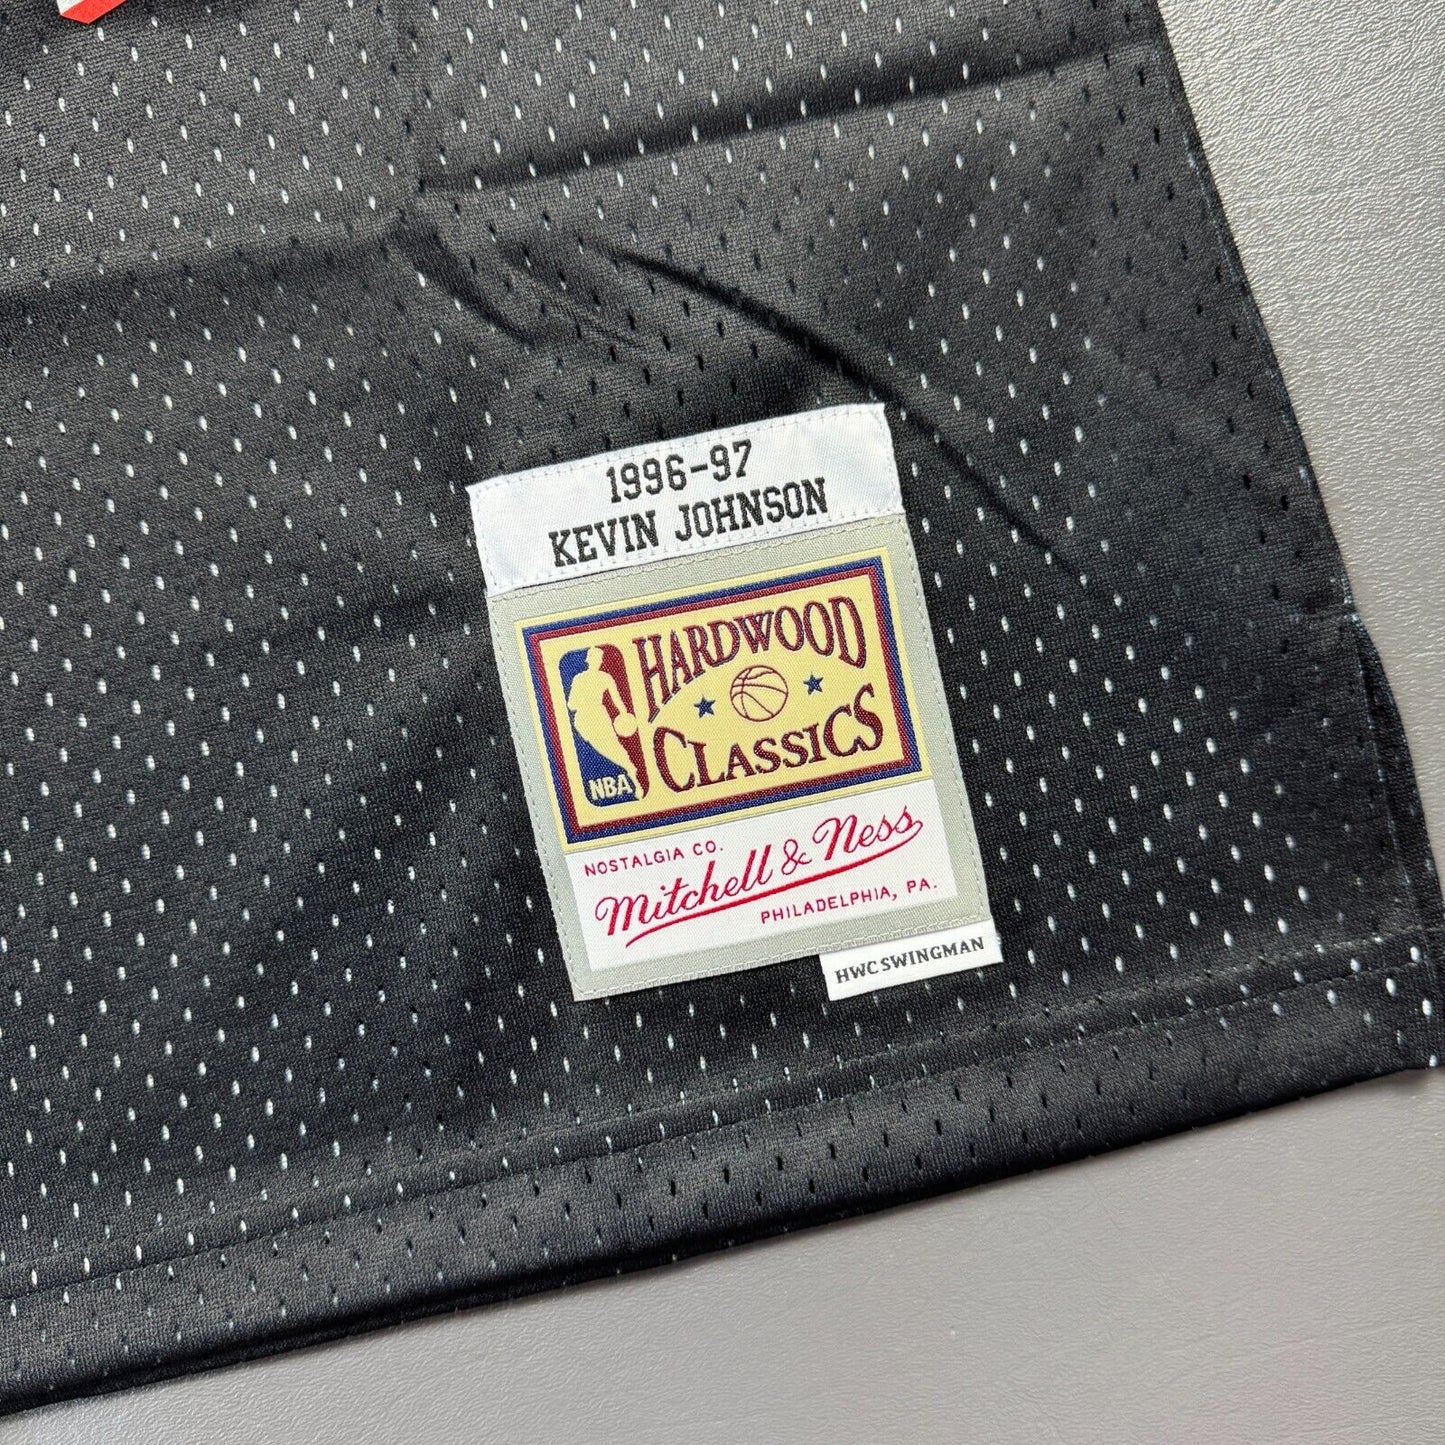 1996-97
KEVIN JOHNSON
HARDWOOD
CLASSICS
NBA
NOSTALGIA CO.
Mitchell & Ness
PHILADELPHIA, PA.
HWC SWINGMAN